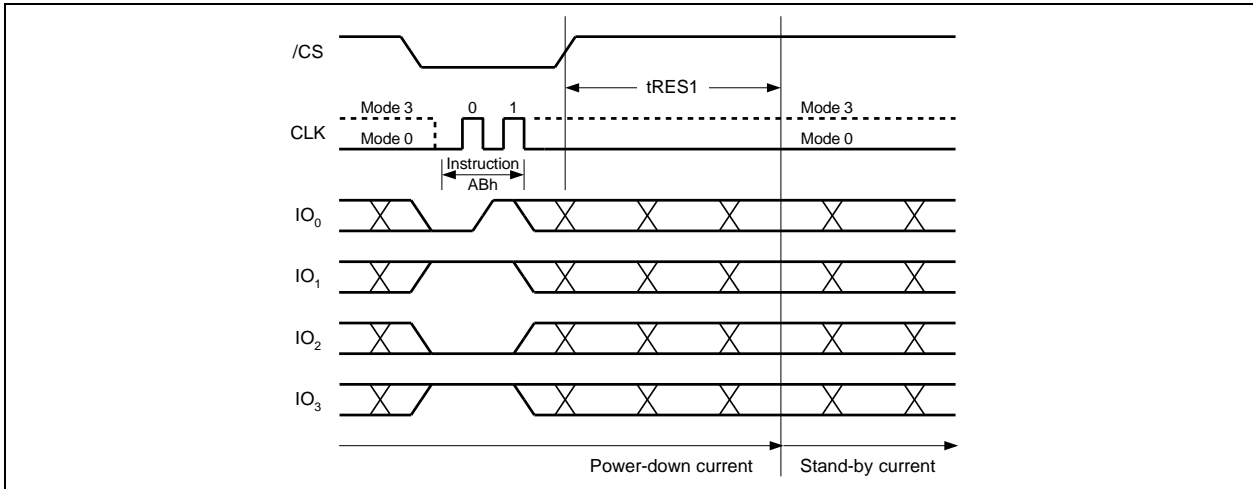 /CS
tRES1
Mode 3 0 1 Mode 3
CLK
Mode 0 Mode 0
Instruction
ABh
IO0
IO1
IO2
IO3
Power-down current Stand-by current